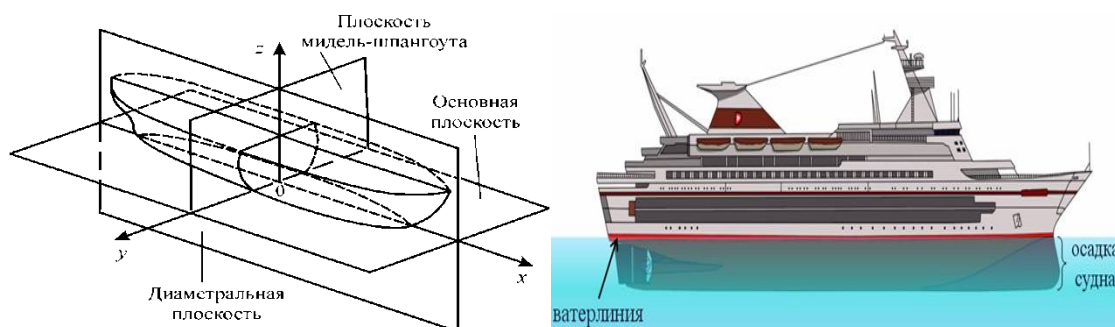 Плоскость
мидель-шпангоута
z
Основная
плоскость
0
y
x
Диаметральная
плоскость
осадка
судна
ватерлиния